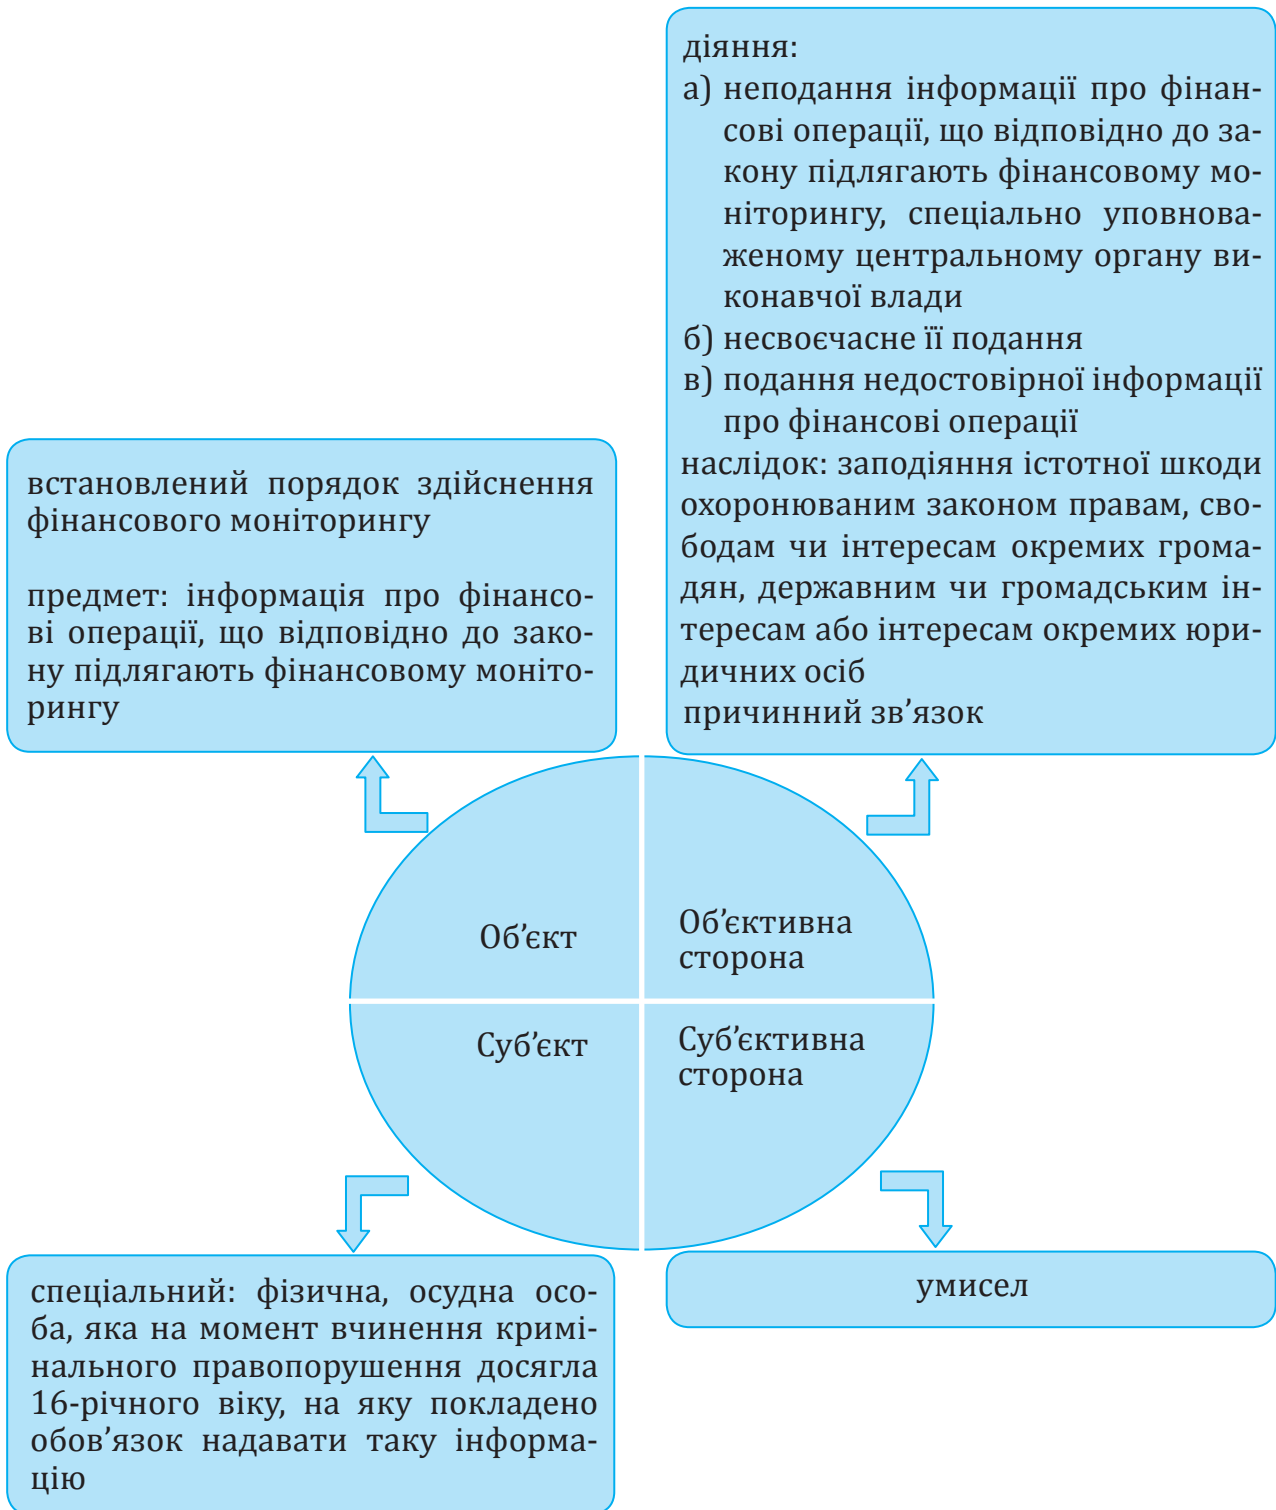 діяння:
а) неподання інформації про фінан-
сові операції, що відповідно до за-
кону підлягають фінансовому мо-
ніторингу, спеціально уповнова-
женому центральному органу ви-
конавчої влади
б) несвоєчасне її подання
в) подання недостовірної інформації
про фінансові операції
наслідок: заподіяння істотної шкоди
охоронюваним законом правам, сво-
бодам чи інтересам окремих грома-
дян, державним чи громадським ін-
тересам або інтересам окремих юри-
дичних осіб
причинний зв’язок
встановлений порядок здійснення
фінансового моніторингу
предмет: інформація про фінансо-
ві операції, що відповідно до зако-
ну підлягають фінансовому моніто-
рингу
Об’єкт
Об’єктивна
сторона
Суб’єкт
Суб’єктивна
сторона
спеціальний: фізична, осудна осо-
ба, яка на момент вчинення кримі-
нального правопорушення досягла
16-річного віку, на яку покладено
обов’язок надавати таку інформа-
цію
умисел